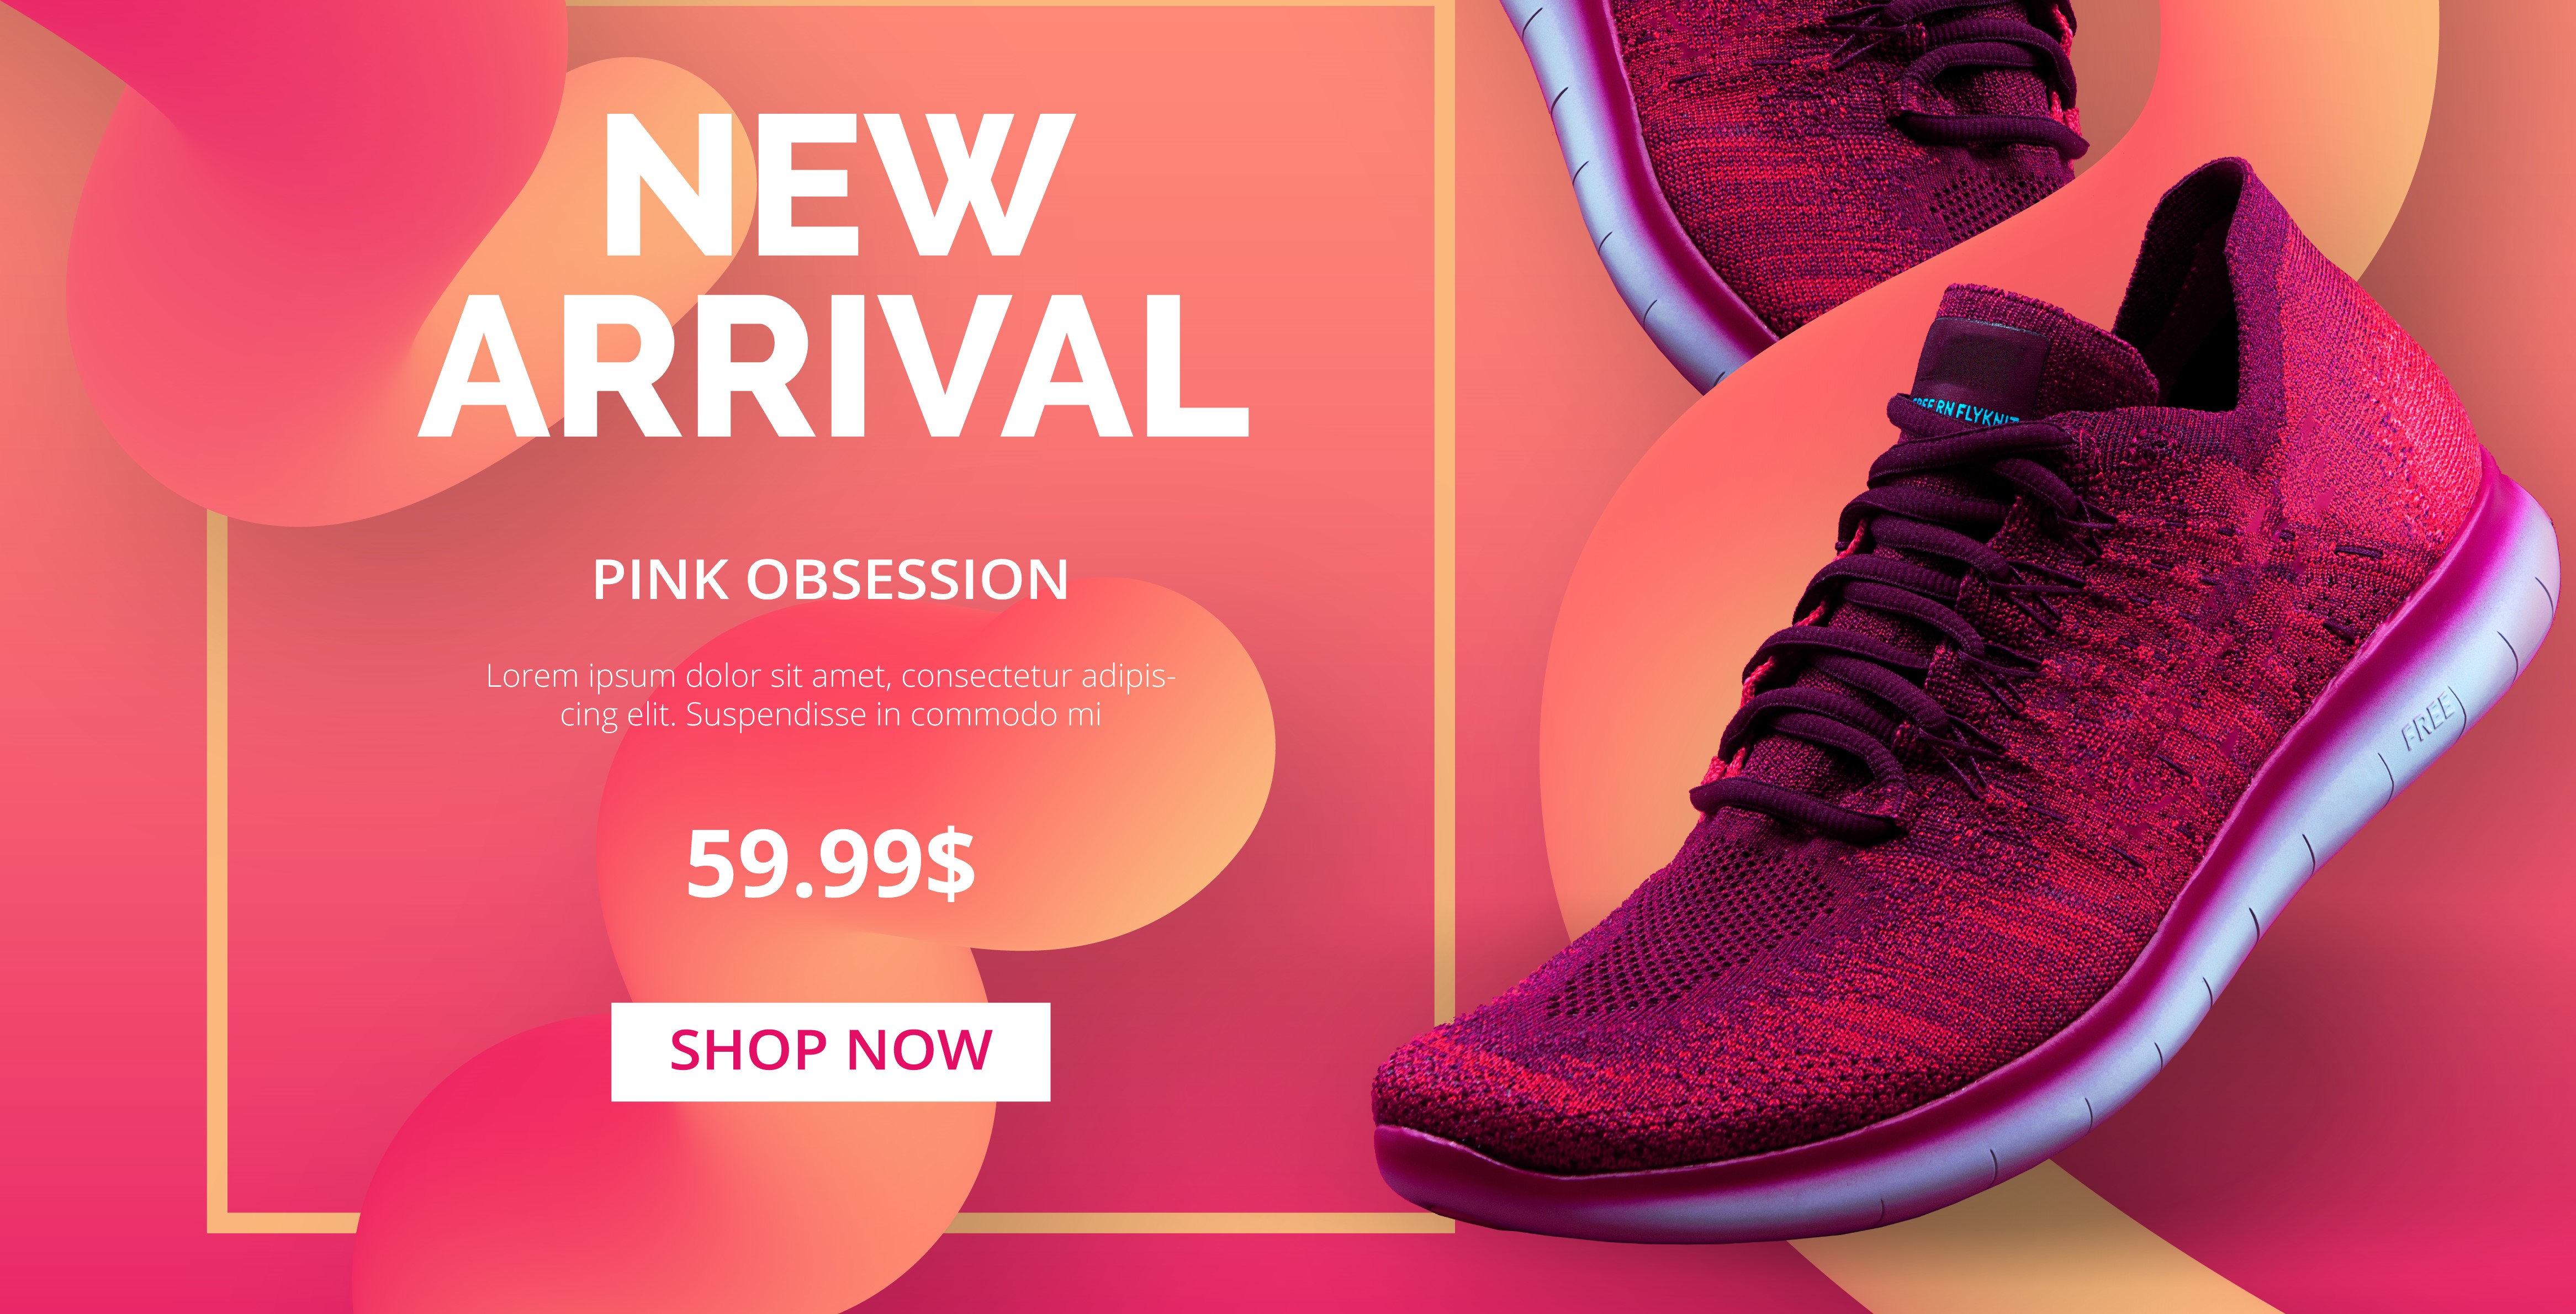 NEW
ARRIVAL
PINK OBSESSION
Lorem ipsum dolor sit amet, consectetur adipis-
cing elit. Suspendisse in commodo mi
59.99$
SHOP NOW
RN FLYKNIT
FREE